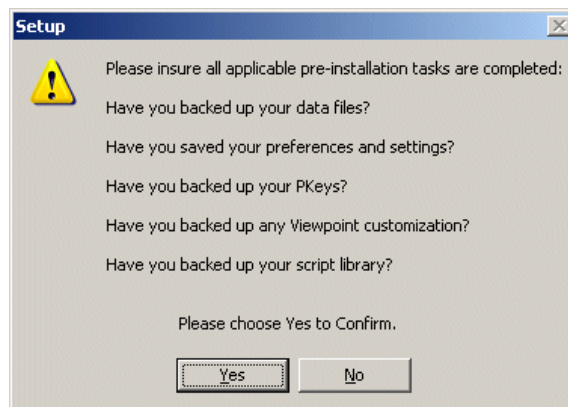 Setup
Please insure all applicable pre-installation tasks are completed:
Have you backed up your data files?
Have you saved your preferences and settings?
Have you backed up your PKeys?
Have you backed up any Viewpoint customization?
Have you backed up your script library?
Please choose Yes to Confirm.
Yes
No